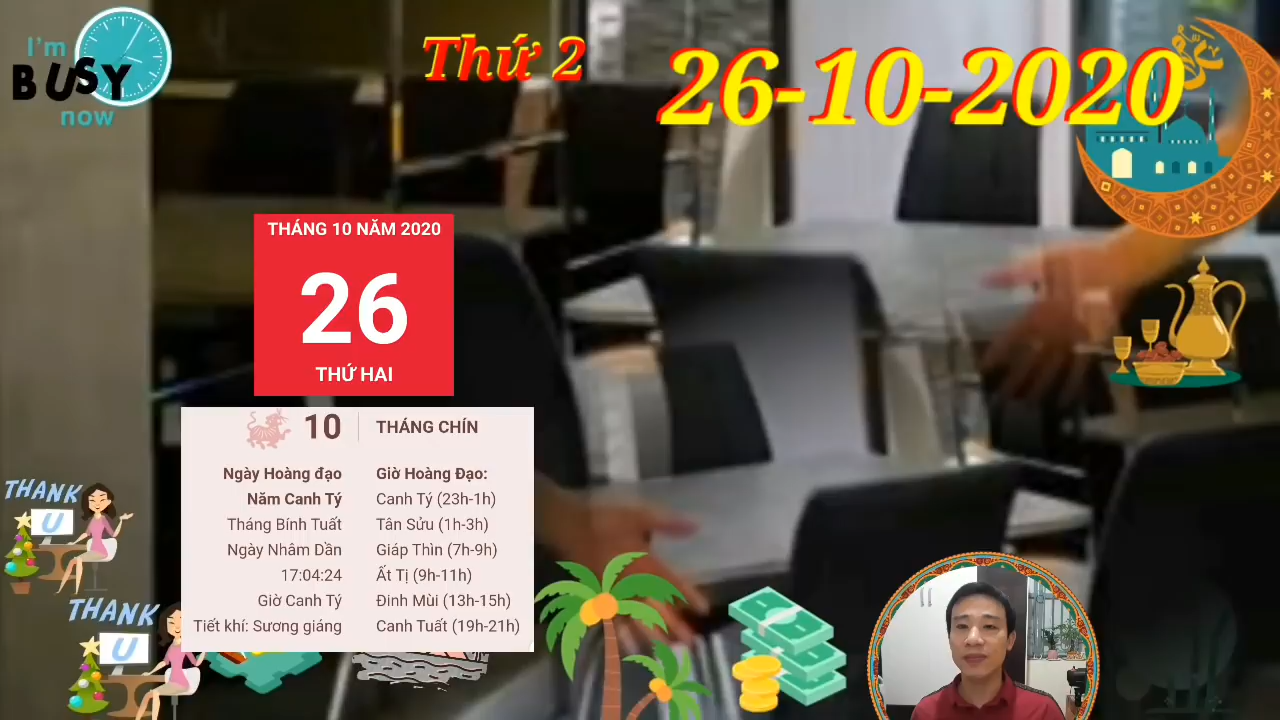 I'm
BUSY
now
Thứ 2
26-10-2020
THÁNG 10 NĂM 2020
26
THỨ HAI
10
THÁNG CHÍN
Ngày Hoàng đạo
Giờ Hoàng Đạo:
Năm Canh Tý
Canh Tý (23h-1h)
Tháng Bính Tuất
Tân Sửu (1h-3h)
Ngày Nhâm Dần
Giáp Thìn (7h-9h)
17:04:24
Ất Tị (9h-11h)
Giờ Canh Tý
Đinh Mùi (13h-15h)
Tiết khí: Sương giáng
Canh Tuất (19h-21h)
THANK
U
THANK
U